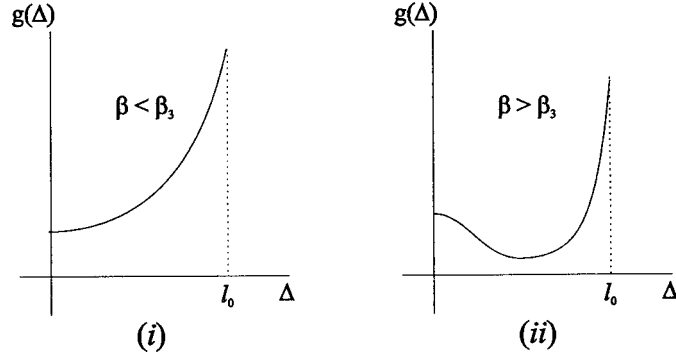 g(Δ)
β < β₃
l₀
Δ
(i)
g(Δ)
β > β₃
l₀
Δ
(ii)